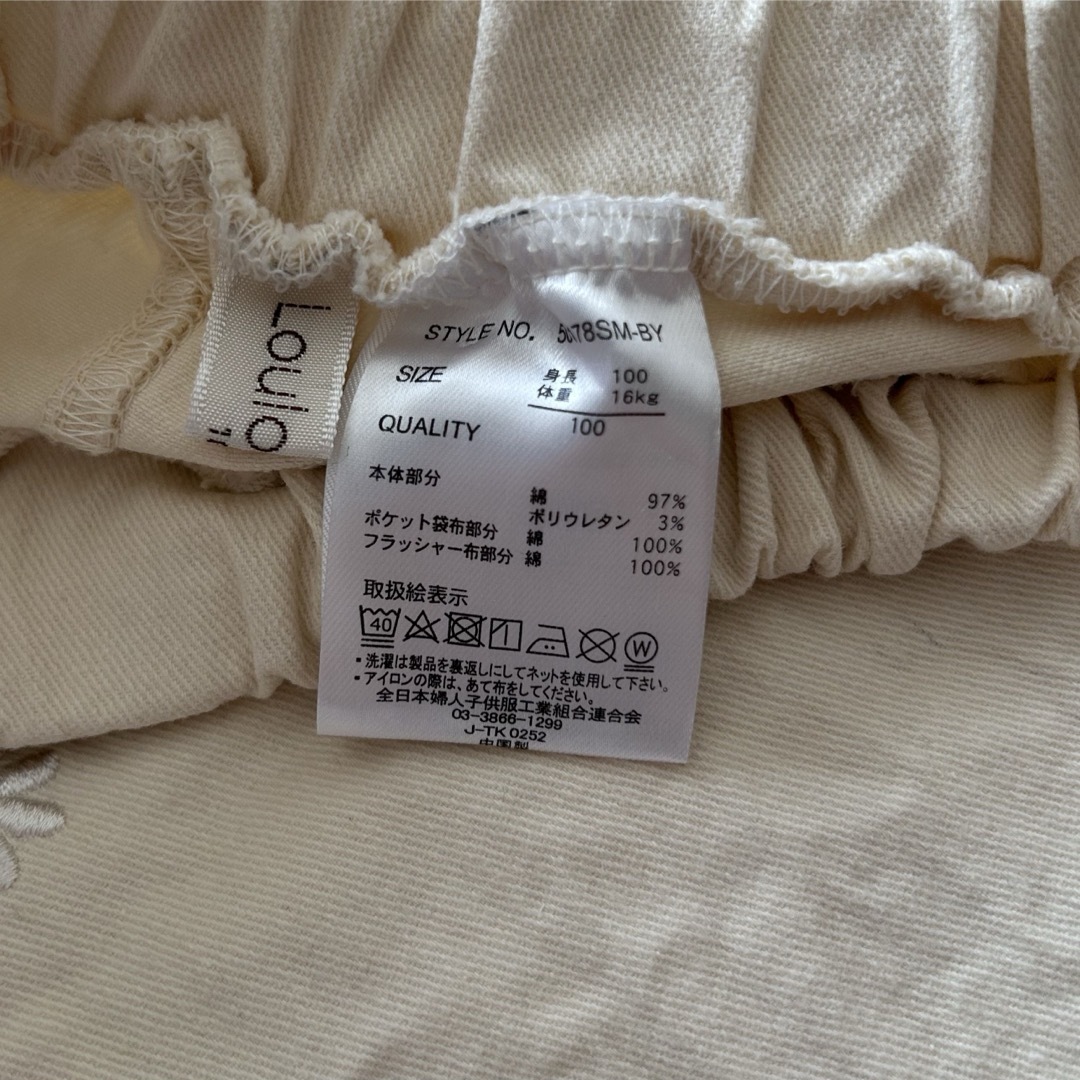 Loulo
STYLE NO.
SIZE 身長 100
体重 16kg
QUALITY 100
本体部分 綿 97%
ポリウレタン 3%
ポケット袋布部分 綿 100%
フラッシャー布部分 綿 100%
取扱絵表示
40 W
・洗濯は製品を裏返しにしてネットを使用して下さい。
・アイロンの際は、あて布をしてください。
全日本婦人子供服工業組合連合会
03-3866-1299
J-TK 0252
中国製